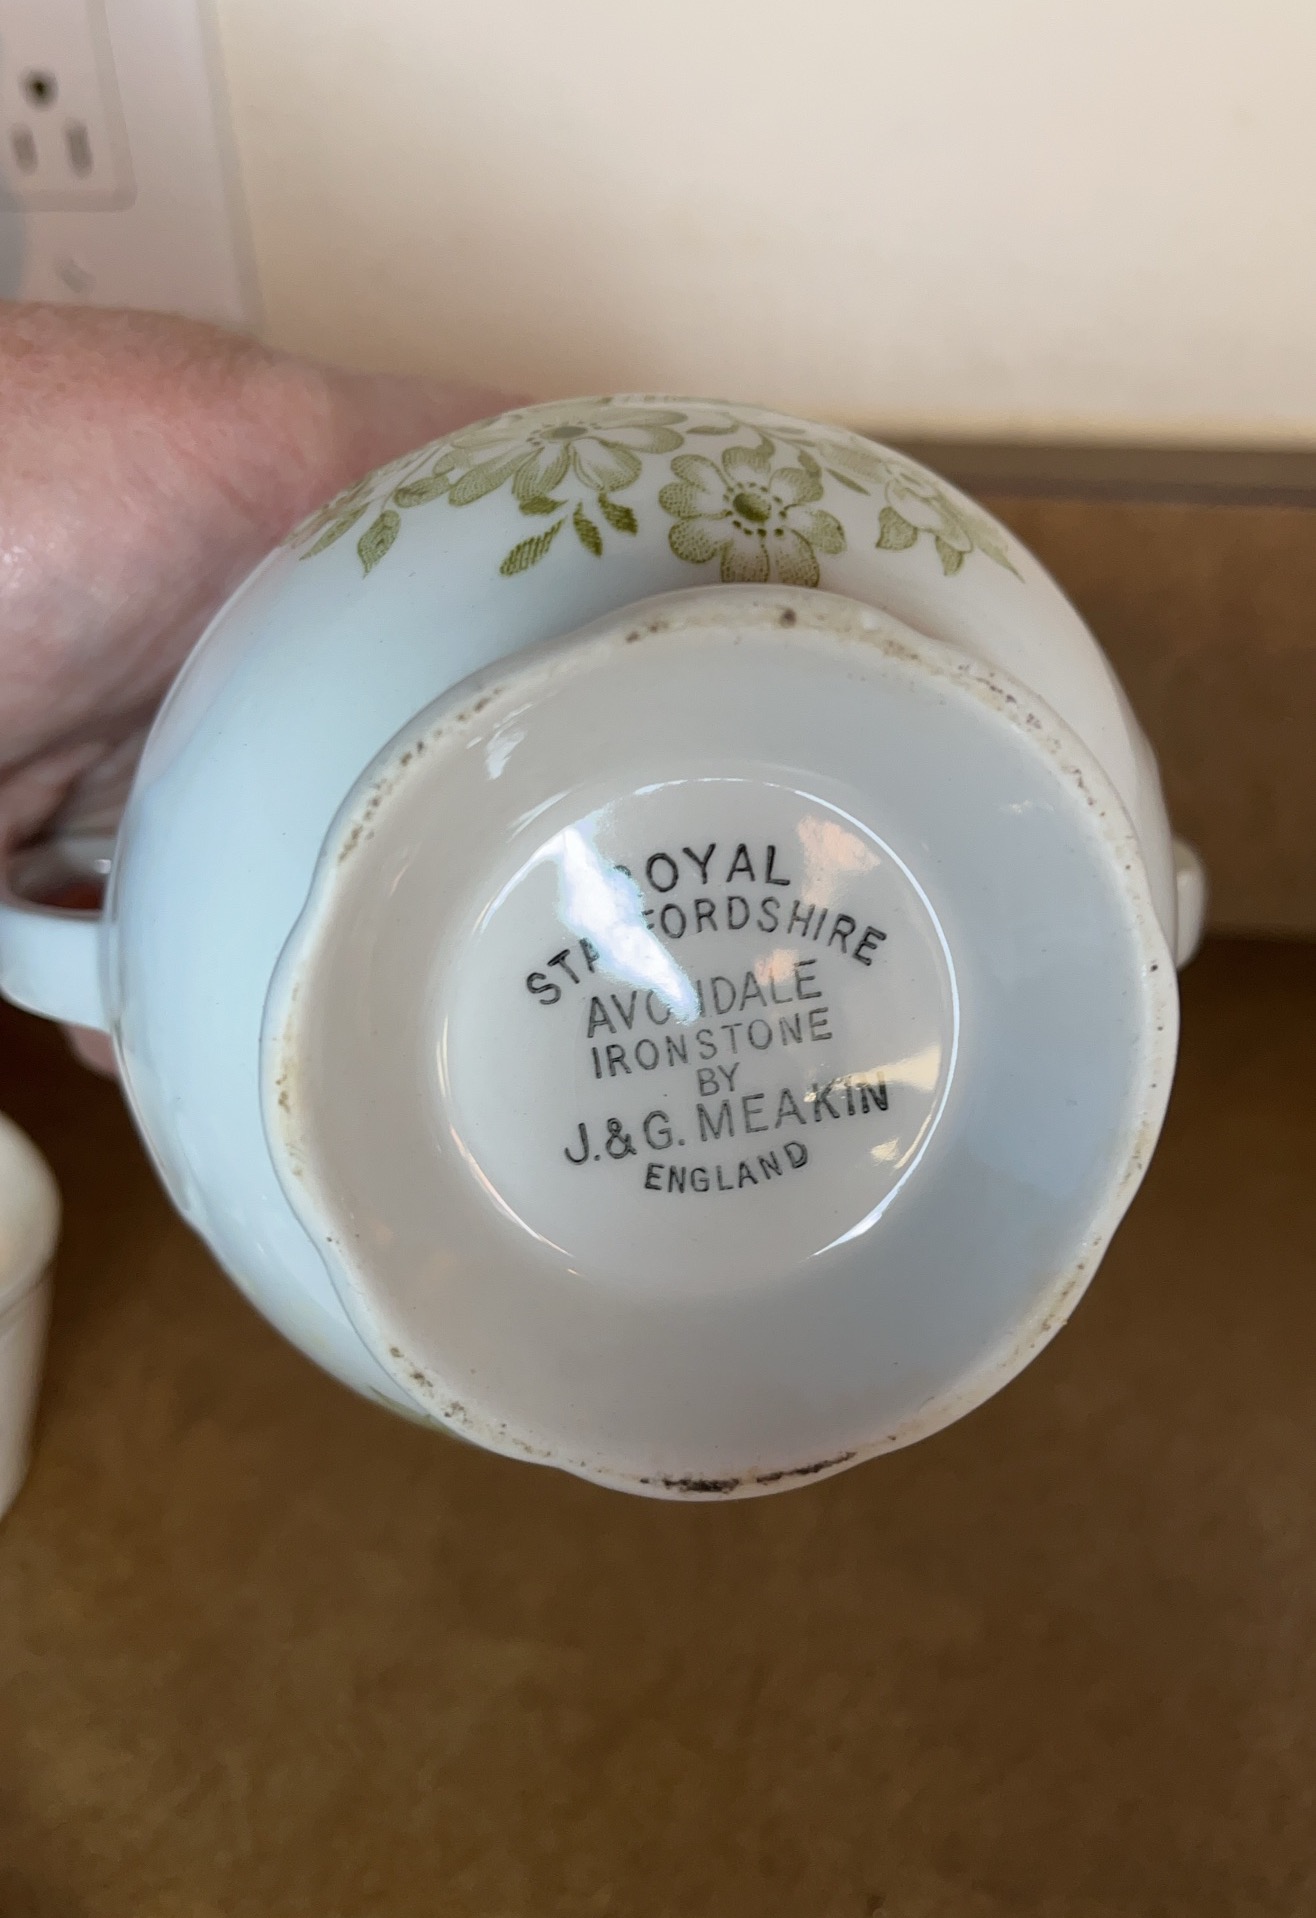 ROYAL
STAFFORDSHIRE
AVONDALE
IRONSTONE
BY
J.&G. MEAKIN
ENGLAND